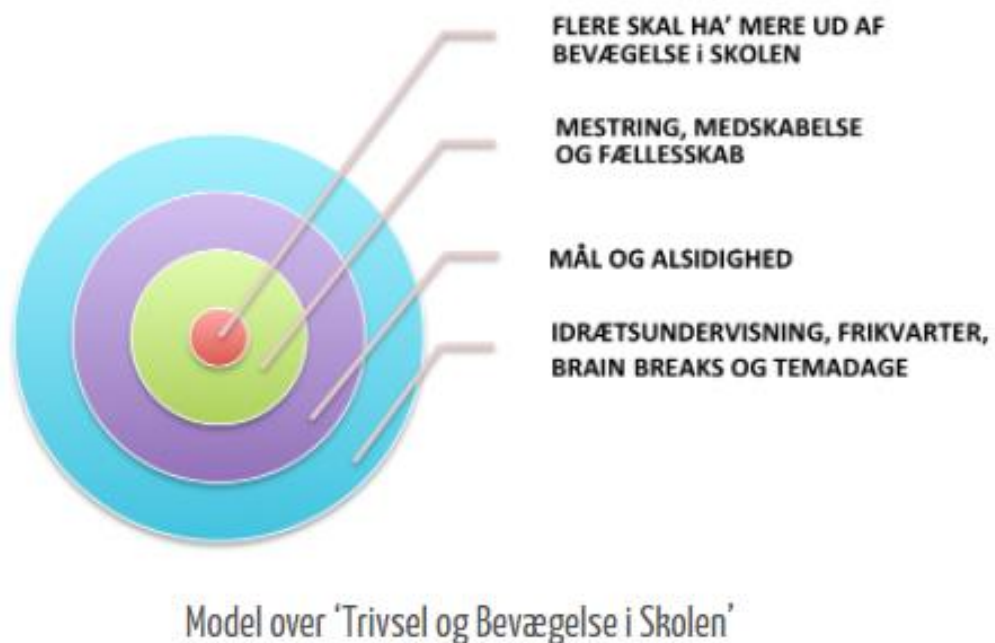 FLERE SKAL HA' MERE UD AF
BEVÆGELSE i SKOLEN
MESTRING, MEDSKABELSE
OG FÆLLESSKAB
MÅL OG ALSIDIGHED
IDRÆTSUNDERVISNING, FRIKVARTER,
BRAIN BREAKS OG TEMADAGE
Model over 'Trivsel og Bevægelse i Skolen'